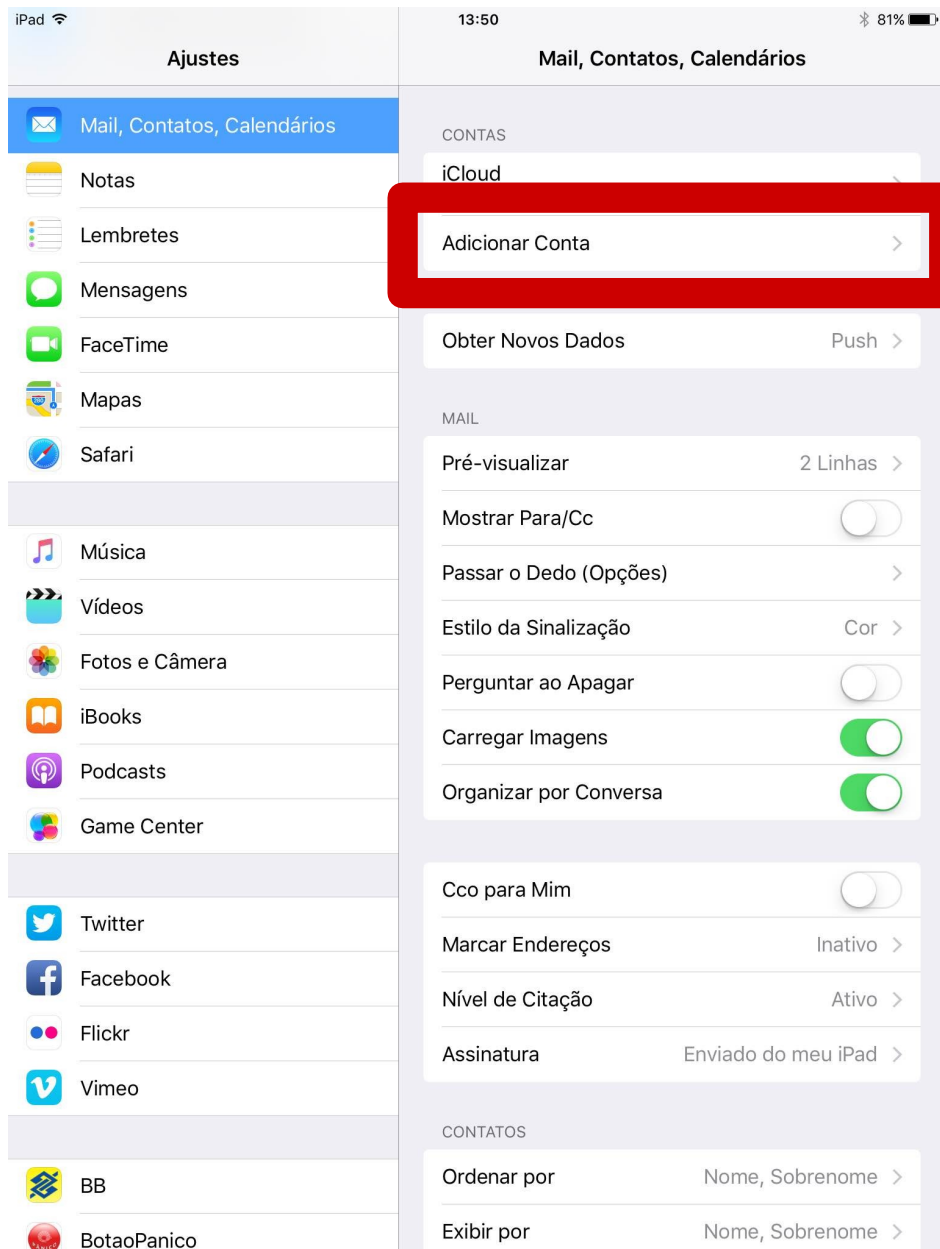 iPad 13:50 81%
Ajustes
Mail, Contatos, Calendários
Notas
Lembretes
Mensagens
FaceTime
Mapas
Safari
Música
Vídeos
Fotos e Câmera
iBooks
Podcasts
Game Center
Twitter
Facebook
Flickr
Vimeo
BB
BotaoPanico
Mail, Contatos, Calendários
CONTAS
iCloud
Adicionar Conta
Obter Novos Dados Push
MAIL
Pré-visualizar 2 Linhas
Mostrar Para/Cc
Passar o Dedo (Opções)
Estilo da Sinalização Cor
Perguntar ao Apagar
Carregar Imagens
Organizar por Conversa
Cco para Mim
Marcar Endereços Inativo
Nível de Citação Ativo
Assinatura Enviado do meu iPad
CONTATOS
Ordenar por Nome, Sobrenome
Exibir por Nome, Sobrenome